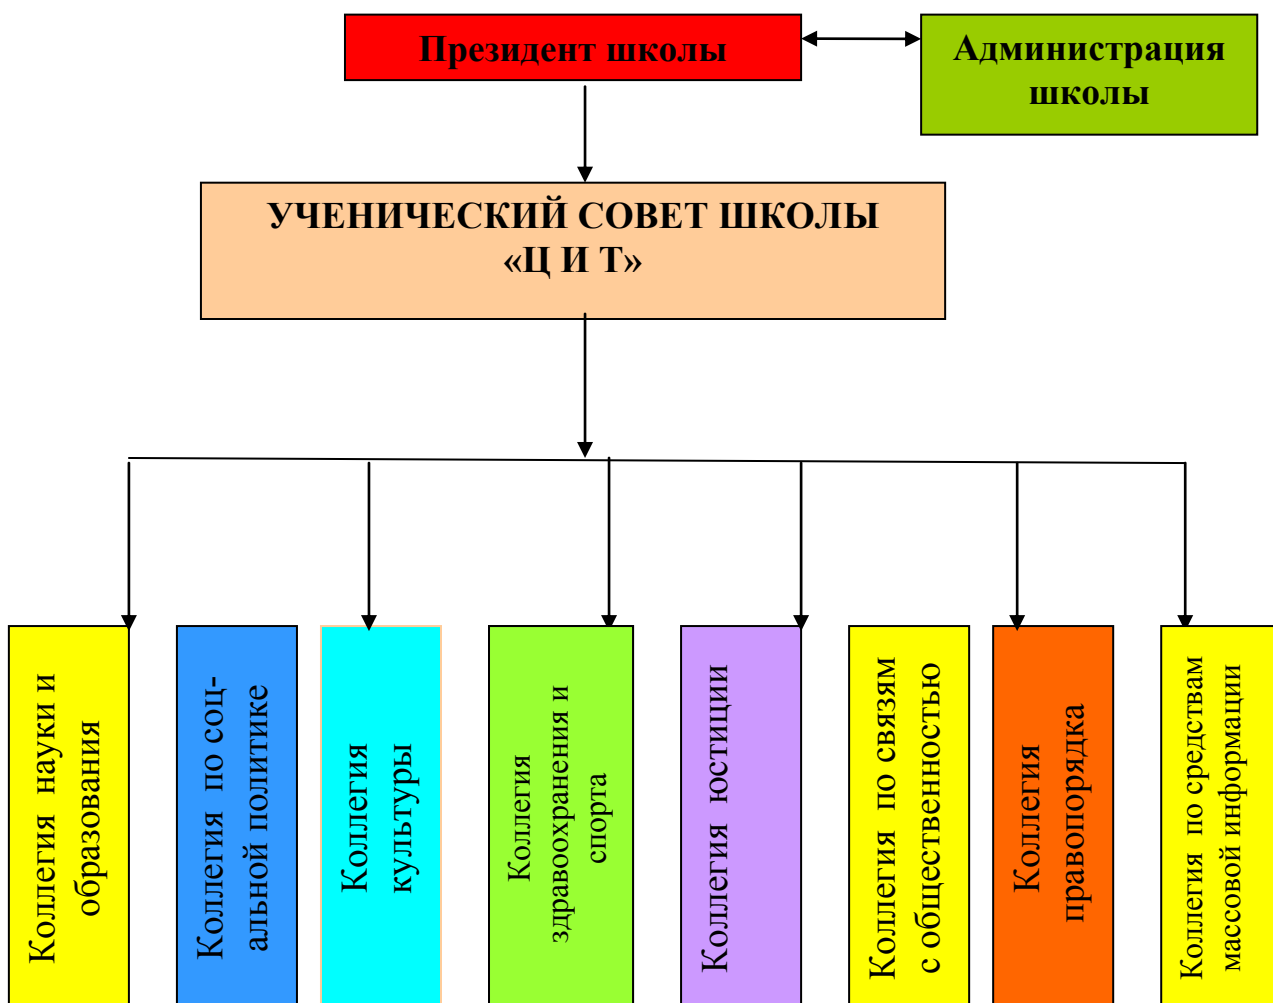 Президент школы
Администрация
школы
УЧЕНИЧЕСКИЙ СОВЕТ ШКОЛЫ
«Ц И Т»
Коллегия науки и
образования
Коллегия по соц-
альной политике
Коллегия
культуры
Коллегия
здравоохранения и
спорта
Коллегия юстиции
Коллегия по связям
с общественностью
Коллегия
правопорядка
Коллегия по средствам
массовой информации